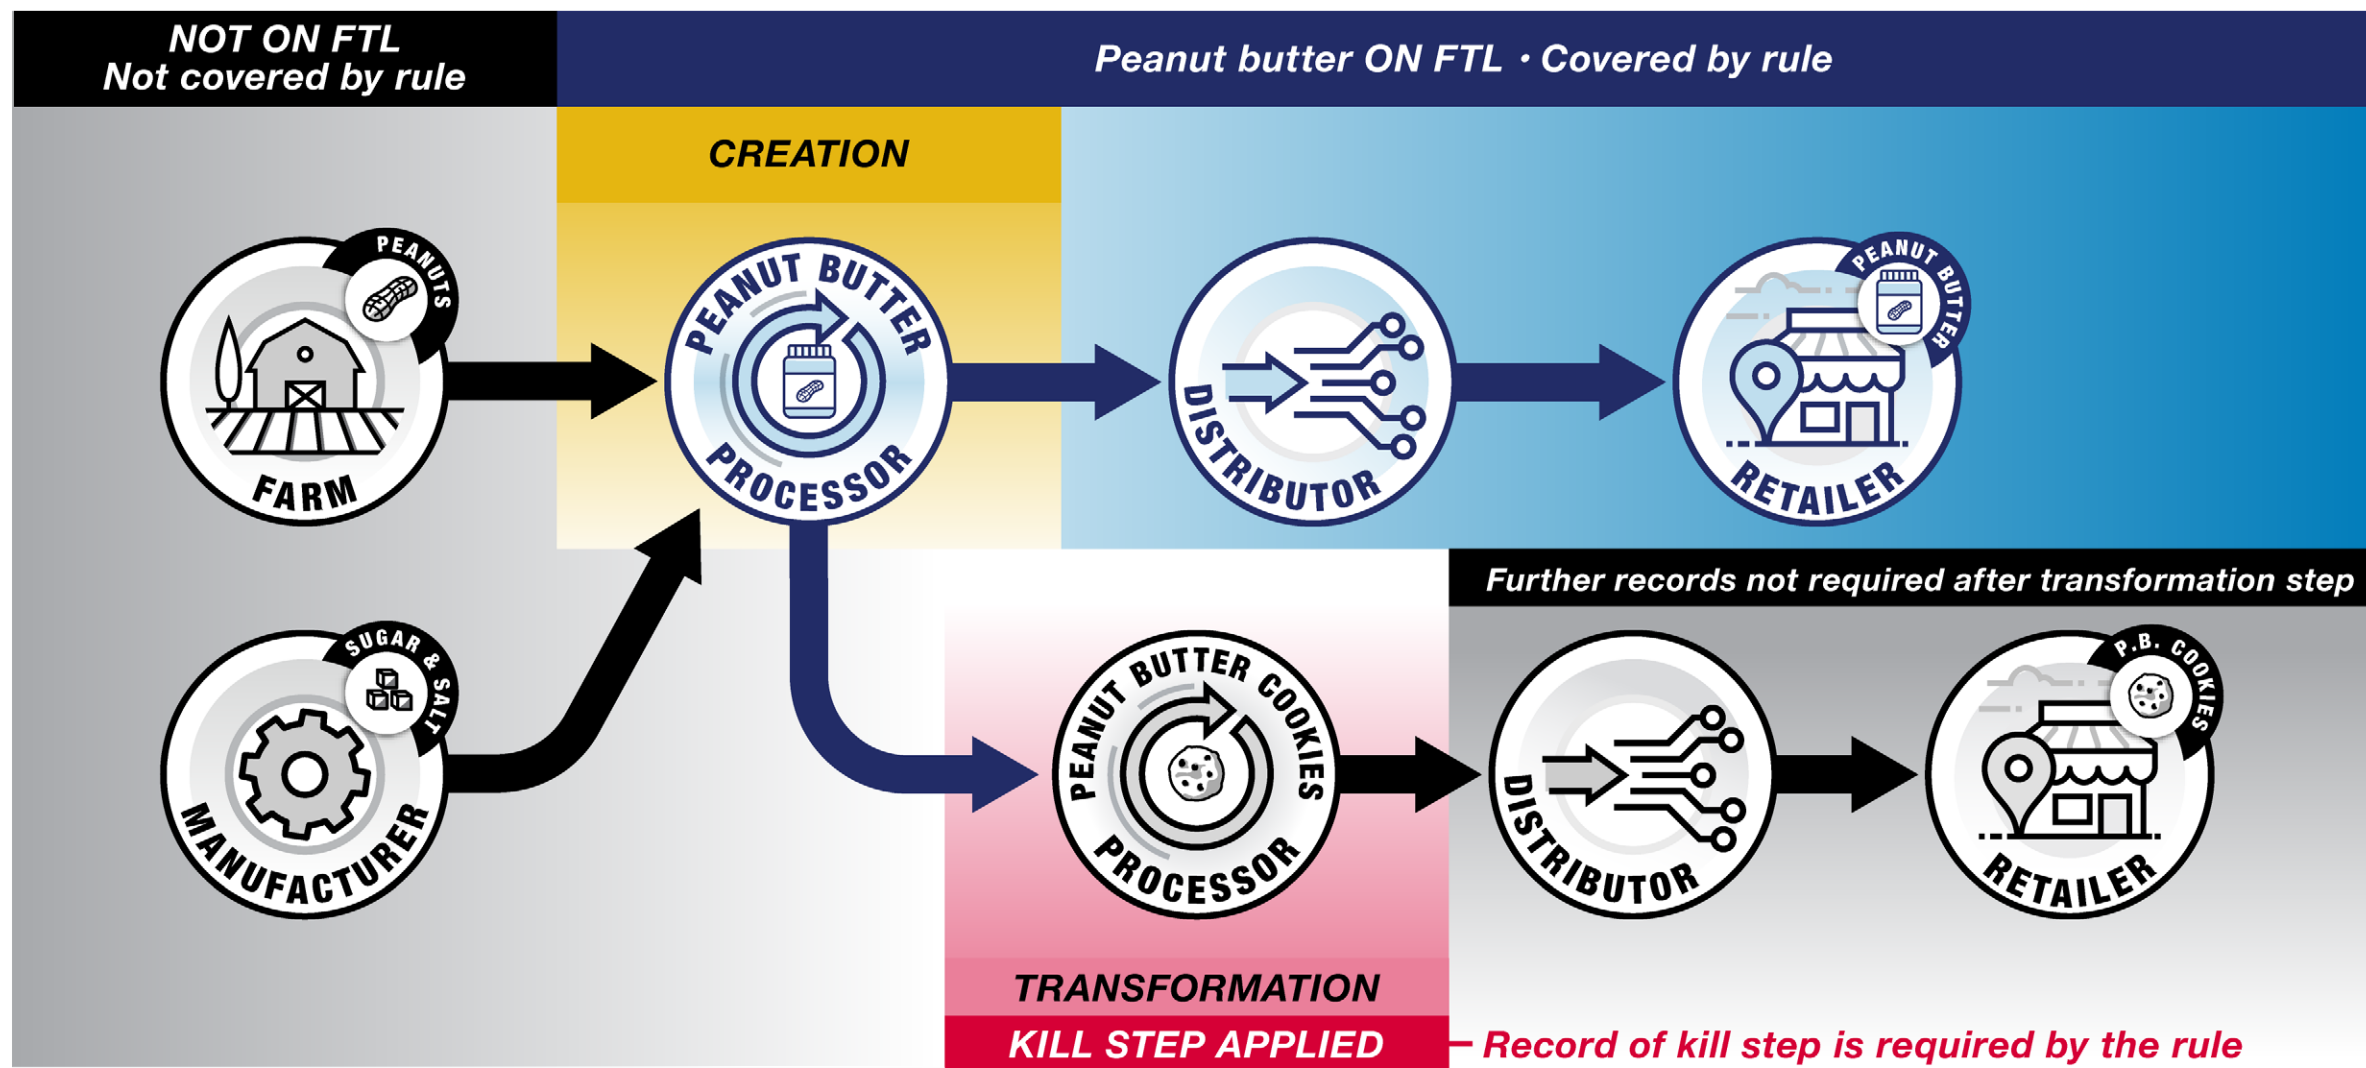 NOT ON FTL
Not covered by rule
Peanut butter ON FTL • Covered by rule
CREATION
PEANUTS
FARM
PEANUT BUTTER
PROCESSOR
DISTRIBUTOR
PEANUT BUTTER
RETAILER
Further records not required after transformation step
SUGAR & SALT
MANUFACTURER
PEANUT BUTTER COOKIES
PROCESSOR
DISTRIBUTOR
P.B. COOKIES
RETAILER
TRANSFORMATION
KILL STEP APPLIED
Record of kill step is required by the rule